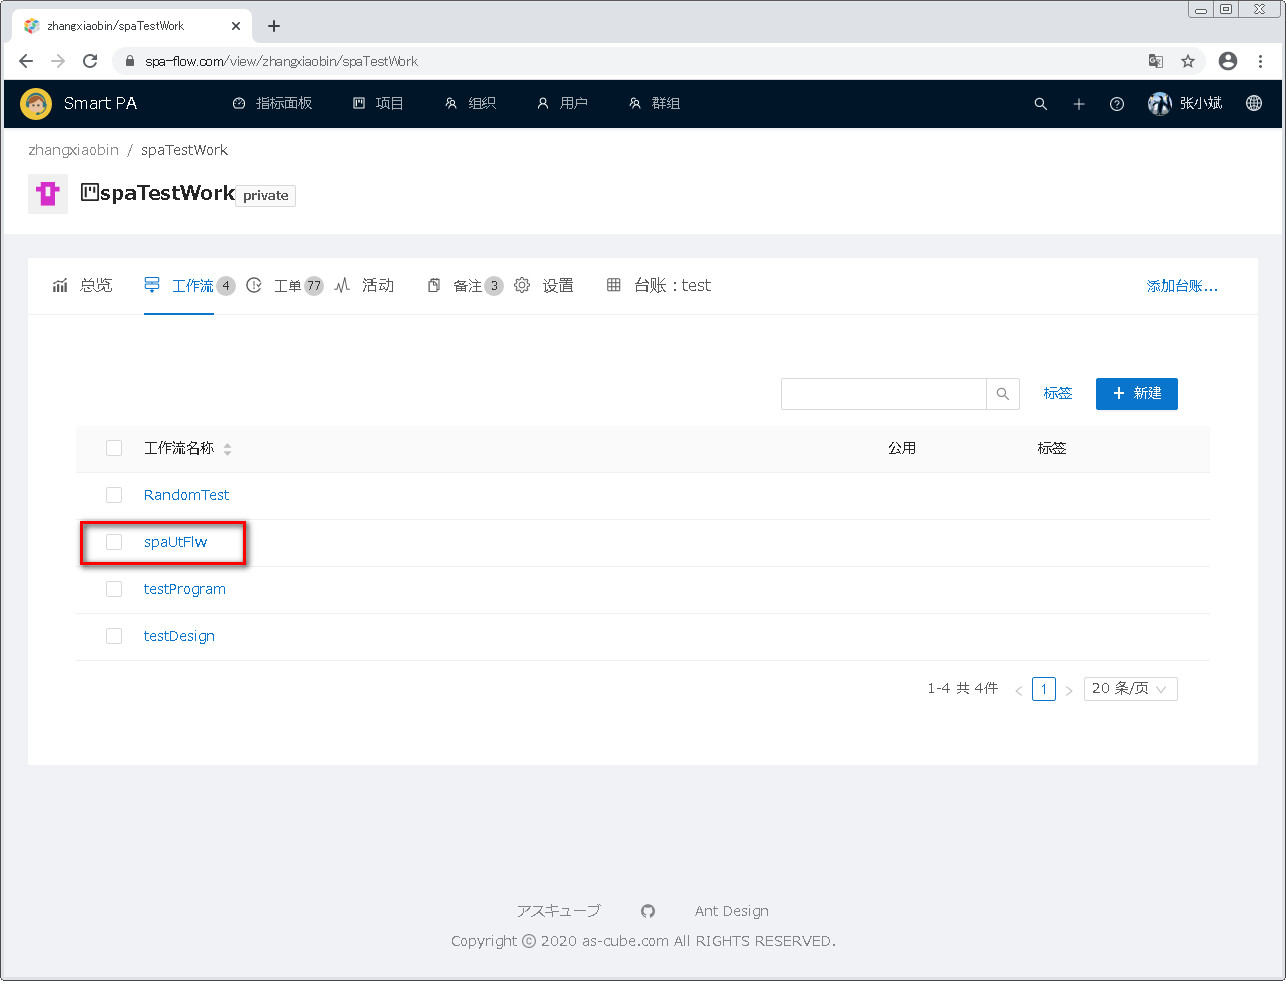 zhangxiaobin/spaTestWork
spa-flow.com/view/zhangxiaobin/spaTestWork
Smart PA 指标面板 项目 组织 用户 群组 张小斌
zhangxiaobin / spaTestWork
spaTestWork private
总览 工作流 4 工单 77 活动 备注 3 设置 台账：test 添加台账...
标签 + 新建
工作流名称 公用 标签
RandomTest
spaUtFlw
testProgram
testDesign
1-4 共 4件 < 1 > 20 条/页
アスキューブ Ant Design
Copyright © 2020 as-cube.com All RIGHTS RESERVED.